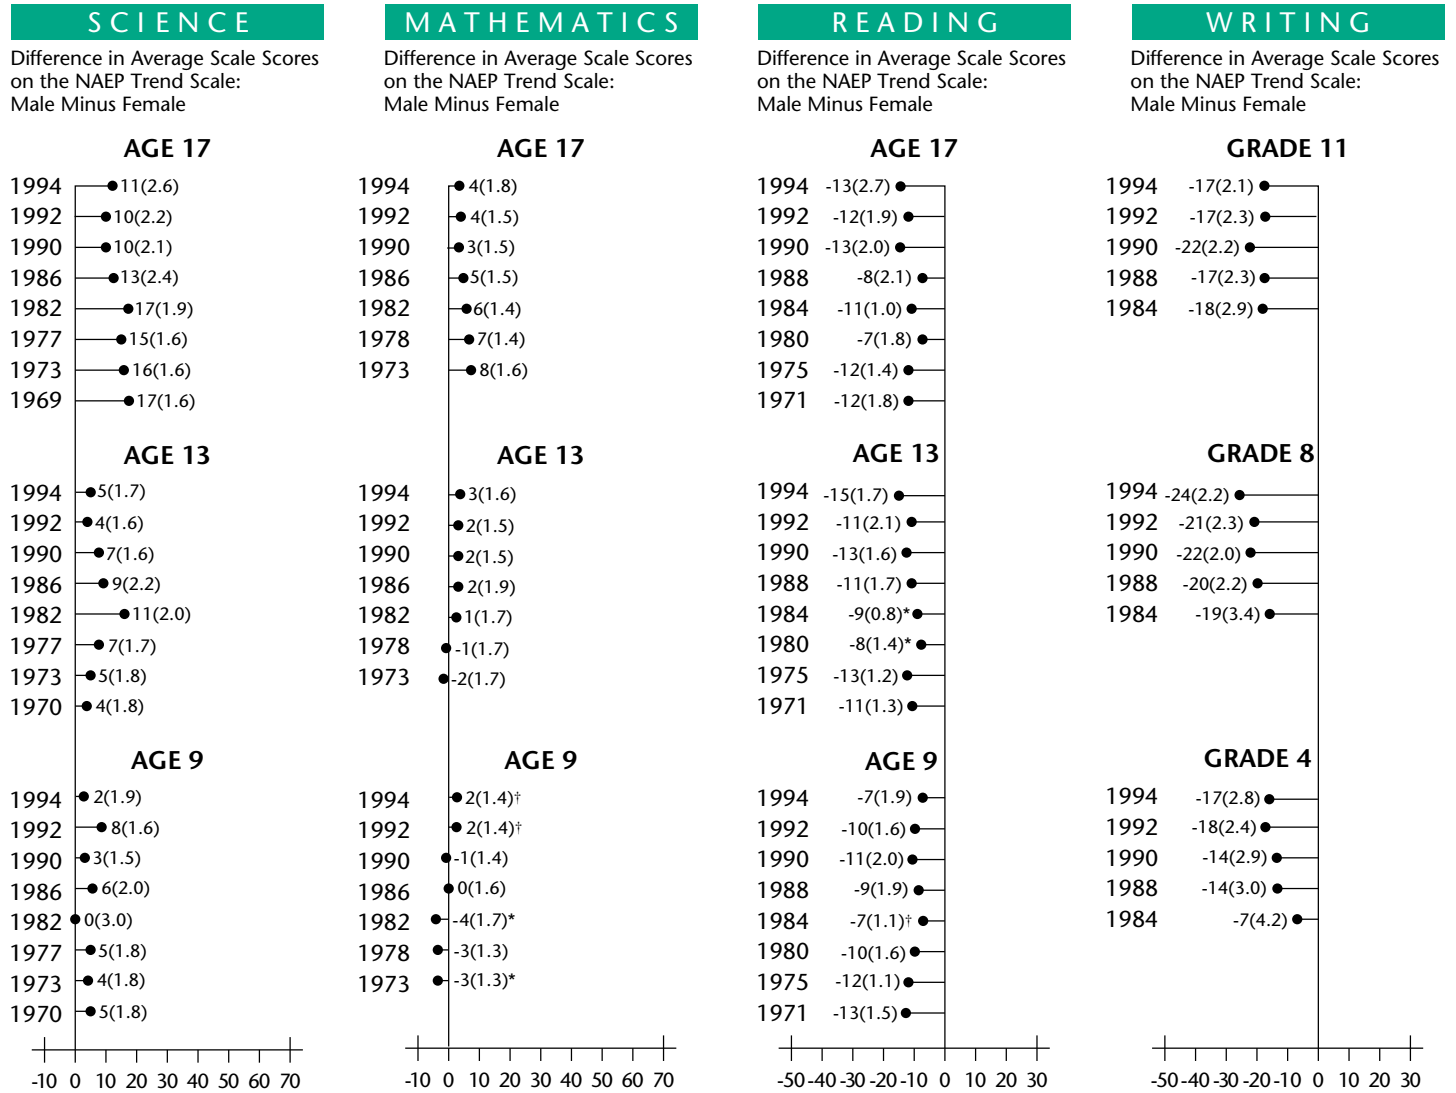 SCIENCE
Difference in Average Scale Scores
on the NAEP Trend Scale:
Male Minus Female
AGE 17
1994 11(2.6)
1992 10(2.2)
1990 10(2.1)
1986 13(2.4)
1982 17(1.9)
1977 15(1.6)
1973 16(1.6)
1969 17(1.6)
AGE 13
1994 5(1.7)
1992 4(1.6)
1990 7(1.6)
1986 9(2.2)
1982 11(2.0)
1977 7(1.7)
1973 5(1.8)
1970 4(1.8)
AGE 9
1994 2(1.9)
1992 8(1.6)
1990 3(1.5)
1986 6(2.0)
1982 0(3.0)
1977 5(1.8)
1973 4(1.8)
1970 5(1.8)
-10 0 10 20 30 40 50 60 70
MATHEMATICS
Difference in Average Scale Scores
on the NAEP Trend Scale:
Male Minus Female
AGE 17
1994 4(1.8)
1992 4(1.5)
1990 3(1.5)
1986 5(1.5)
1982 6(1.4)
1978 7(1.4)
1973 8(1.6)
AGE 13
1994 3(1.6)
1992 2(1.5)
1990 2(1.5)
1986 2(1.9)
1982 1(1.7)
1978 -1(1.7)
1973 -2(1.7)
AGE 9
1994 2(1.4)†
1992 2(1.4)†
1990 -1(1.4)
1986 0(1.6)
1982 -4(1.7)*
1978 -3(1.3)
1973 -3(1.3)*
-10 0 10 20 30 40 50 60 70
READING
Difference in Average Scale Scores
on the NAEP Trend Scale:
Male Minus Female
AGE 17
1994 -13(2.7)
1992 -12(1.9)
1990 -13(2.0)
1988 -8(2.1)
1984 -11(1.0)
1980 -7(1.8)
1975 -12(1.4)
1971 -12(1.8)
AGE 13
1994 -15(1.7)
1992 -11(2.1)
1990 -13(1.6)
1988 -11(1.7)
1984 -9(0.8)*
1980 -8(1.4)*
1975 -13(1.2)
1971 -11(1.3)
AGE 9
1994 -7(1.9)
1992 -10(1.6)
1990 -11(2.0)
1988 -9(1.9)
1984 -7(1.1)†
1980 -10(1.6)
1975 -12(1.1)
1971 -13(1.5)
-50 -40 -30 -20 -10 0 10 20 30
WRITING
Difference in Average Scale Scores
on the NAEP Trend Scale:
Male Minus Female
GRADE 11
1994 -17(2.1)
1992 -17(2.3)
1990 -22(2.2)
1988 -17(2.3)
1984 -18(2.9)
GRADE 8
1994 -24(2.2)
1992 -21(2.3)
1990 -22(2.0)
1988 -20(2.2)
1984 -19(3.4)
GRADE 4
1994 -17(2.8)
1992 -18(2.4)
1990 -14(2.9)
1988 -14(3.0)
1984 -7(4.2)
-50 -40 -30 -20 -10 0 10 20 30